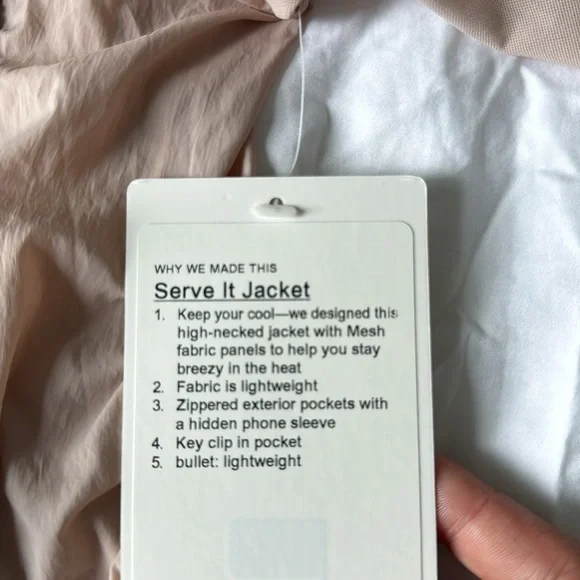 WHY WE MADE THIS
Serve It Jacket
1. Keep your cool—we designed this
high-necked jacket with Mesh
fabric panels to help you stay
breezy in the heat
2. Fabric is lightweight
3. Zippered exterior pockets with
a hidden phone sleeve
4. Key clip in pocket
5. bullet: lightweight